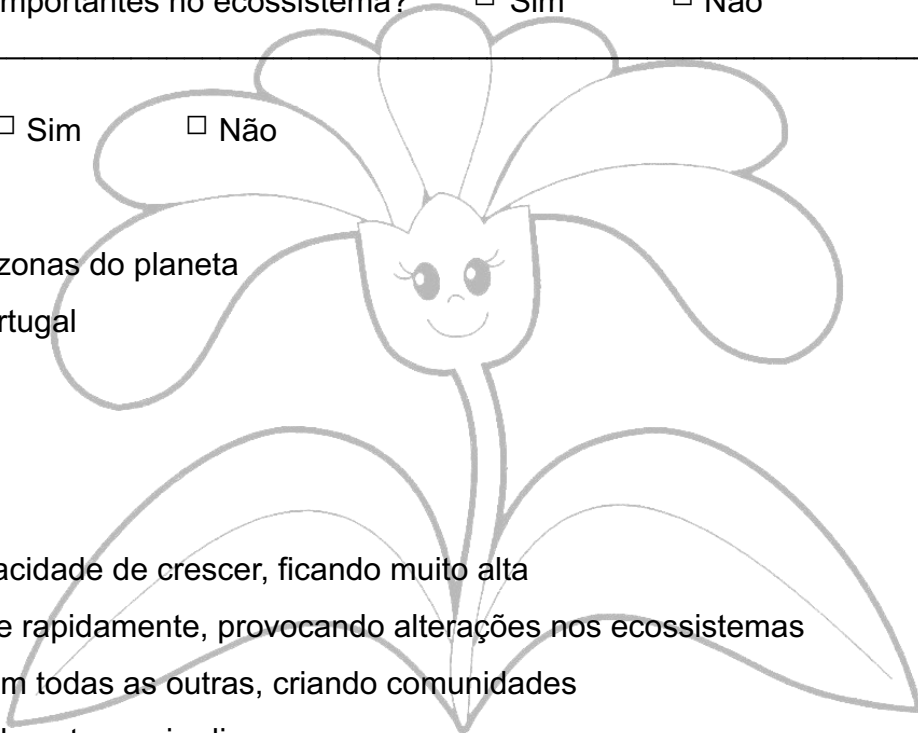 importantes no ecossistema? □ Sim □ Não
□ Sim □ Não
zonas do planeta
rtugal
acidade de crescer, ficando muito alta
e rapidamente, provocando alterações nos ecossistemas
m todas as outras, criando comunidades